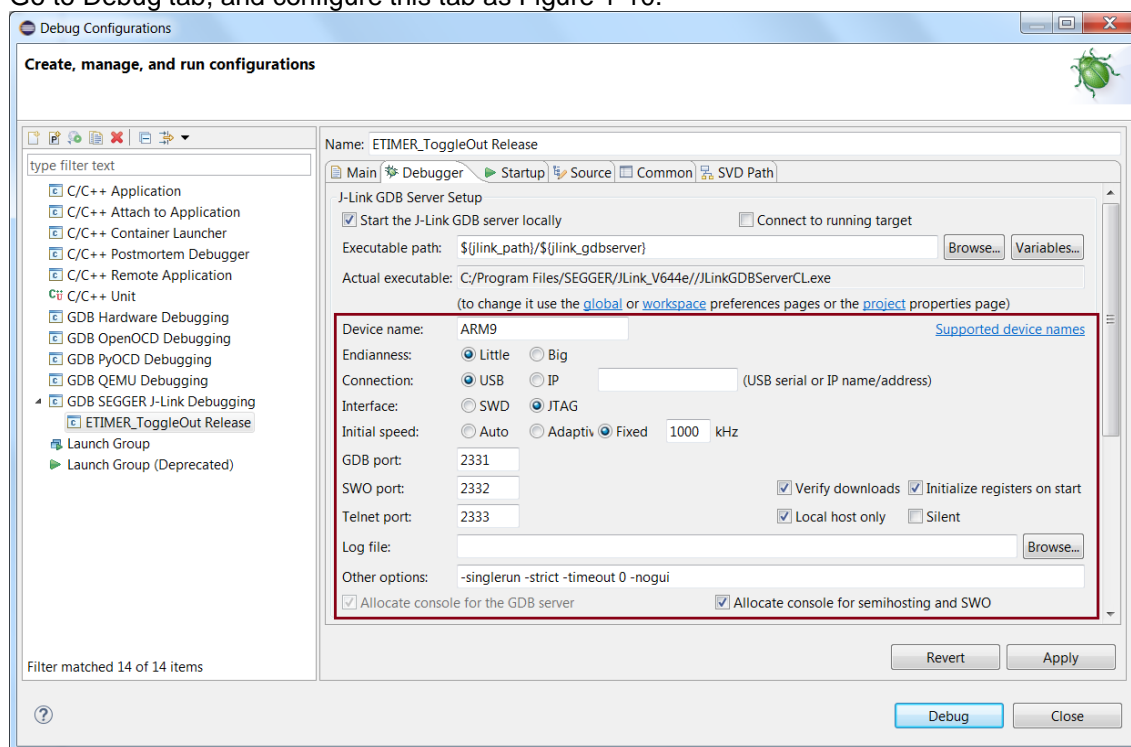 Go to Debug tab, and configure this tab as Figure 1-10.
Debug Configurations
Create, manage, and run configurations
type filter text
C/C++ Application
C/C++ Attach to Application
C/C++ Container Launcher
C/C++ Postmortem Debugger
C/C++ Remote Application
C/C++ Unit
GDB Hardware Debugging
GDB OpenOCD Debugging
GDB PyOCD Debugging
GDB QEMU Debugging
GDB SEGGER J-Link Debugging
ETIMER_ToggleOut Release
Launch Group
Launch Group (Deprecated)
Filter matched 14 of 14 items
Name: ETIMER_ToggleOut Release
Main Debugger Startup Source Common SVD Path
J-Link GDB Server Setup
Start the J-Link GDB server locally Connect to running target
Executable path: ${jlink_path}/${jlink_gdbserver} Browse... Variables...
Actual executable: C:/Program Files/SEGGER/JLink_V644e//JLinkGDBServerCL.exe
(to change it use the global or workspace preferences pages or the project properties page)
Device name: ARM9 Supported device names
Endianness: Little Big
Connection: USB IP (USB serial or IP name/address)
Interface: SWD JTAG
Initial speed: Auto Adaptiv Fixed 1000 kHz
GDB port: 2331
SWO port: 2332 Verify downloads Initialize registers on start
Telnet port: 2333 Local host only Silent
Log file: Browse...
Other options: -singlerun -strict -timeout 0 -nogui
Allocate console for the GDB server Allocate console for semihosting and SWO
Revert Apply
Debug Close